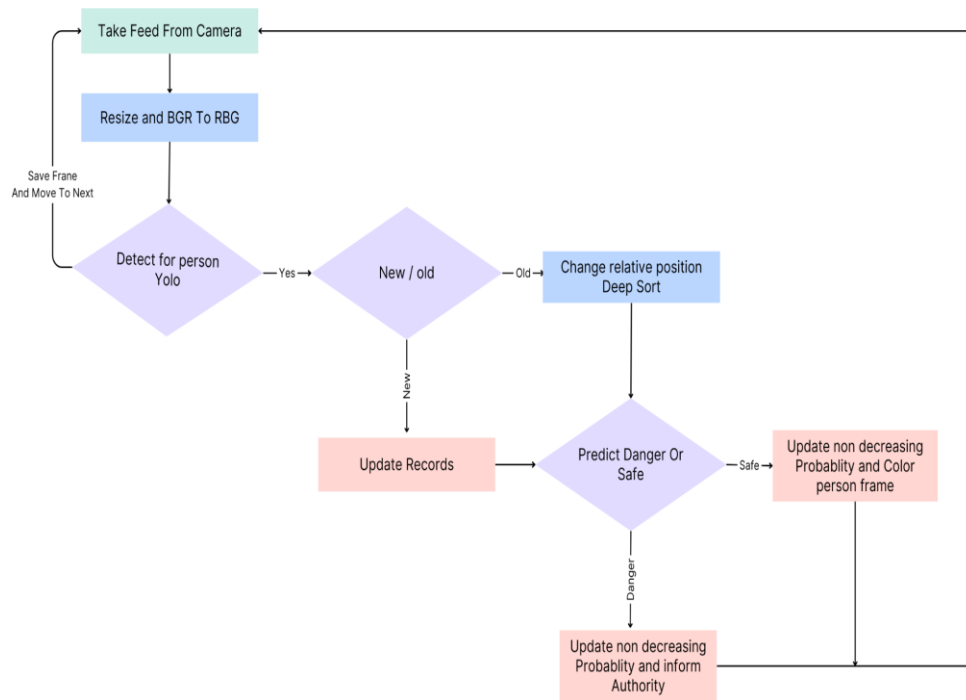 Take Feed From Camera
Resize and BGR To RBG
Save Frane
And Move To Next
Detect for person
Yolo
Yes
New / old
Old
Change relative position
Deep Sort
New
Update Records
Predict Danger Or
Safe
Safe
Update non decreasing
Probablity and Color
person frame
Danger
Update non decreasing
Probablity and inform
Authority